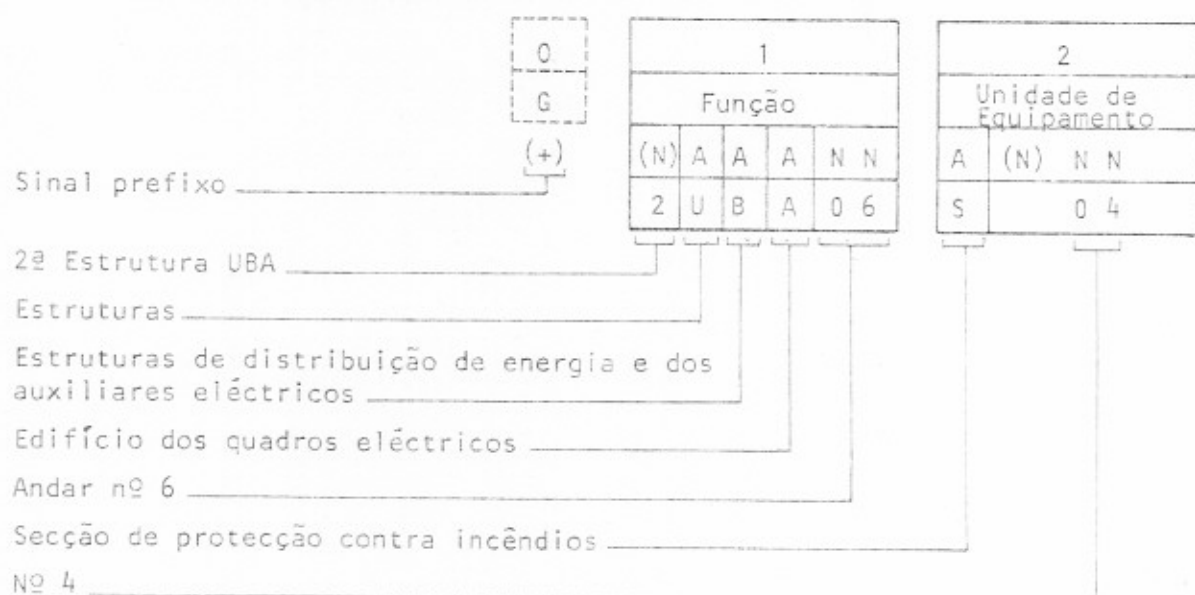 0 1 2
G Função Unidade de
Equipamento
(+) (N) A A A N N A (N) N N
Sinal prefixo
2 U B A 0 6 S 0 4
2ª Estrutura UBA
Estruturas
Estruturas de distribuição de energia e dos
auxiliares eléctricos
Edifício dos quadros eléctricos
Andar nº 6
Secção de protecção contra incêndios
Nº 4